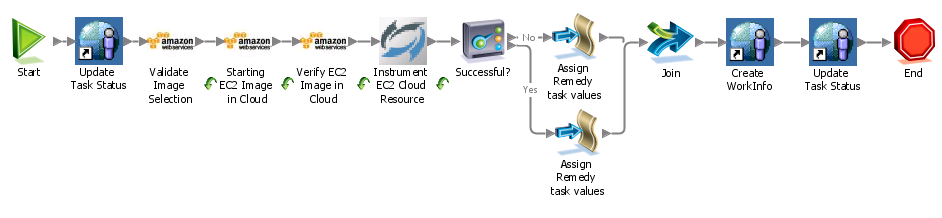 Start
Update
Task Status
amazon
webservices
Validate
Image
Selection
amazon
webservices
Starting
EC2 Image
in Cloud
amazon
webservices
Verify EC2
Image in
Cloud
Instrument
EC2 Cloud
Resource
Successful?
No
Yes
Assign
Remedy
task values
Assign
Remedy
task values
Join
Create
WorkInfo
Update
Task Status
End